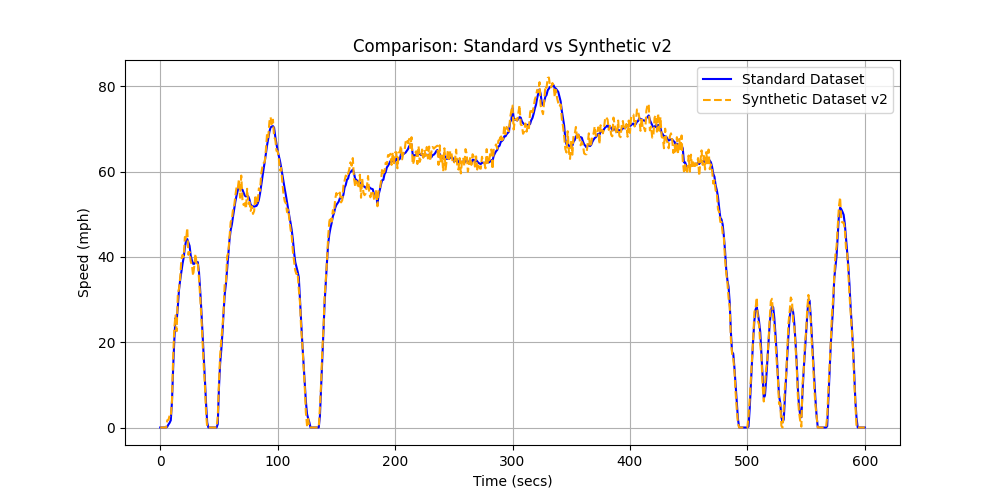 Comparison: Standard vs Synthetic v2
Standard Dataset
Synthetic Dataset v2
Speed (mph)
80
60
40
20
0
0 100 200 300 400 500 600
Time (secs)